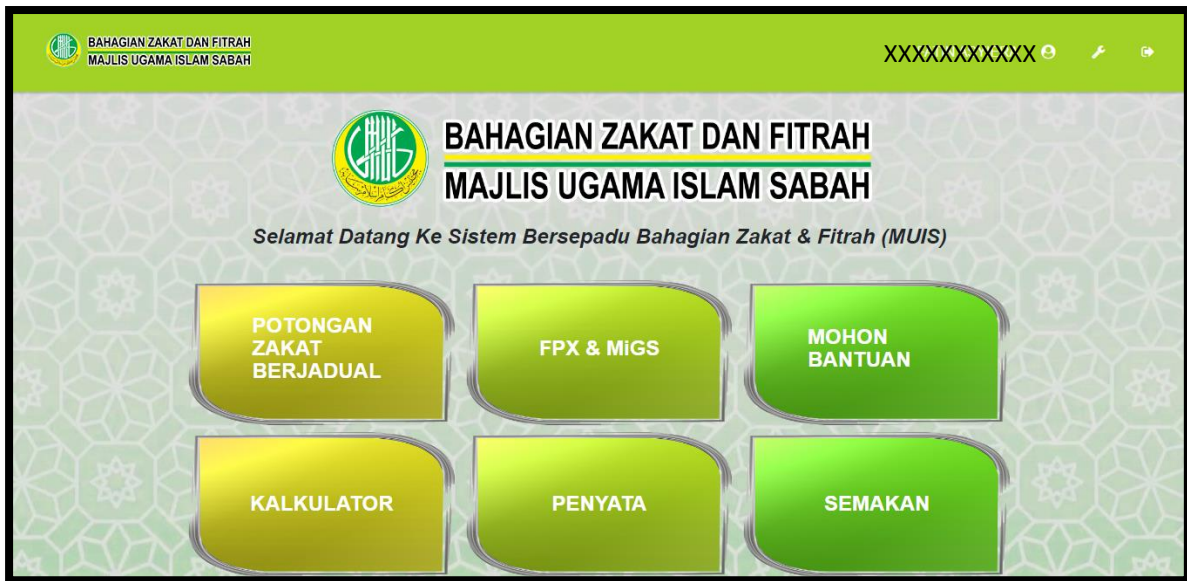 BAHAGIAN ZAKAT DAN FITRAH
MAJLIS UGAMA ISLAM SABAH
XXXXXXXXXXX
BAHAGIAN ZAKAT DAN FITRAH
MAJLIS UGAMA ISLAM SABAH
Selamat Datang Ke Sistem Bersepadu Bahagian Zakat & Fitrah (MUIS)
POTONGAN
ZAKAT
BERJADUAL
FPX & MiGS
MOHON
BANTUAN
KALKULATOR
PENYATA
SEMAKAN